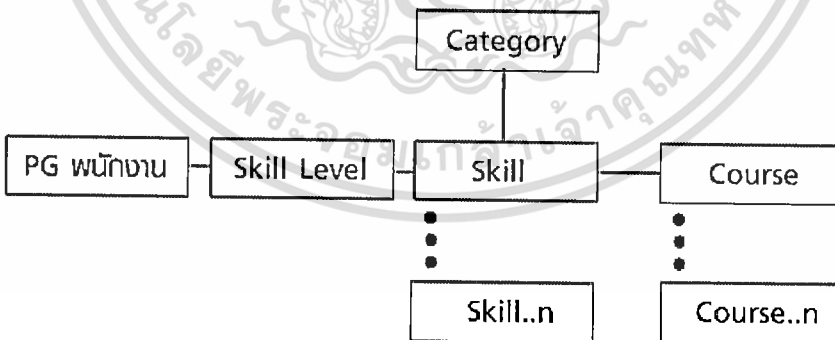 Category
PG พนักงาน
Skill Level
Skill
Course
Skill..n
Course..n